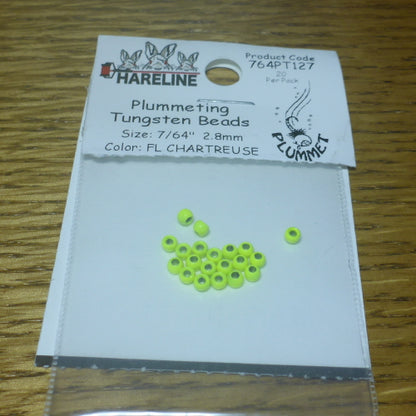 HARELINE
Product Code
764PT127
20
Per Pack
Plummeting
Tungsten Beads
Size: 7/64" 2.8mm
Color: FL CHARTREUSE
PLUMMET